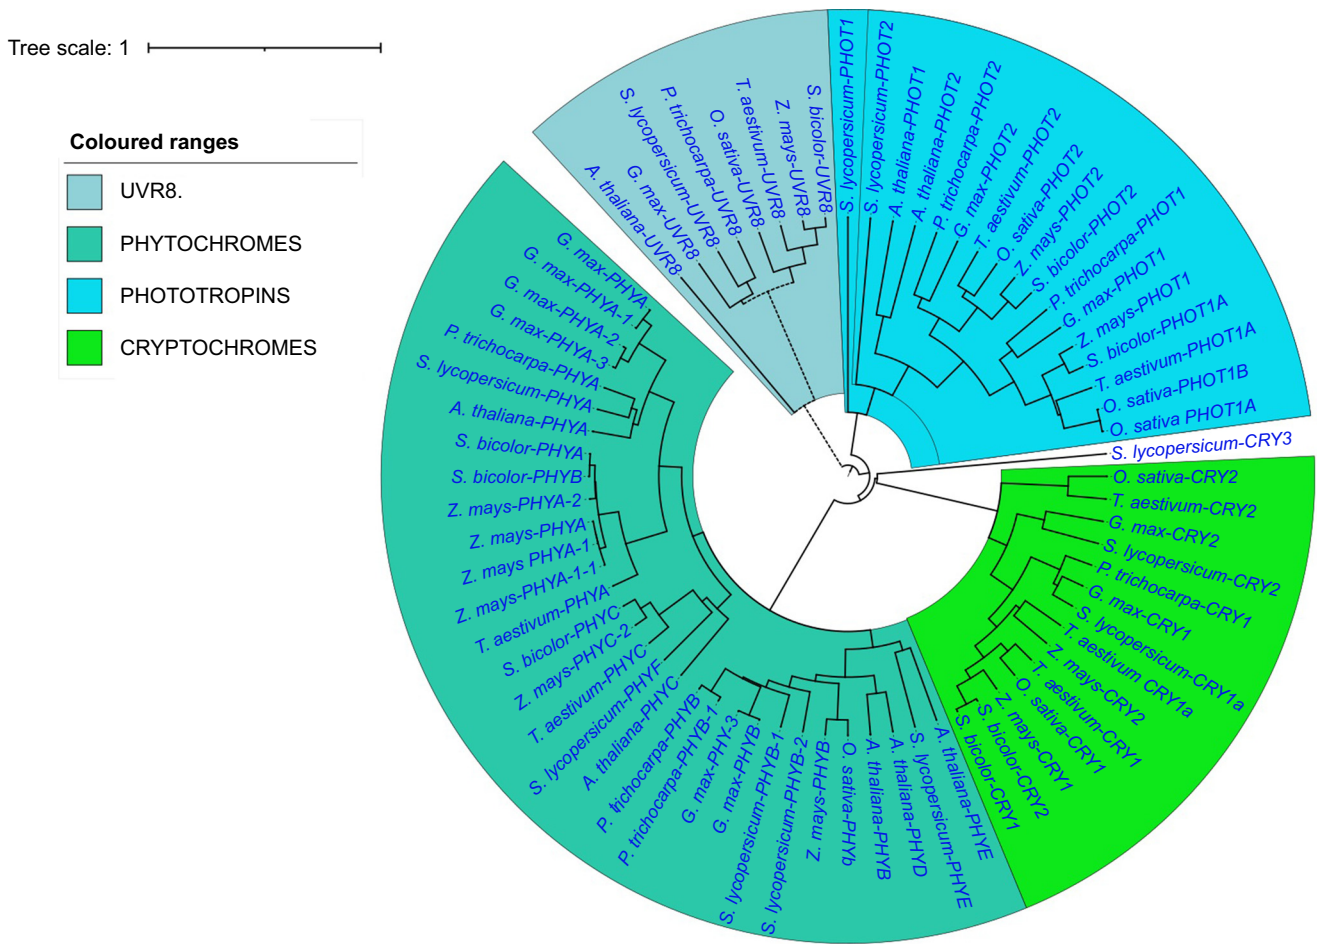 Tree scale: 1
Coloured ranges
UVR8.
PHYTOCHROMES
PHOTOTROPINS
CRYPTOCHROMES
A. thaliana-UVR8
G. max-UVR8
S. lycopersicum-UVR8
P. trichocarpa-UVR8
O. sativa-UVR8
T. aestivum-UVR8
Z. mays-UVR8
S. bicolor-UVR8
S. lycopersicum-PHOT1
S. lycopersicum-PHOT2
A. thaliana-PHOT1
A. thaliana-PHOT2
P. trichocarpa-PHOT2
G. max-PHOT2
T. aestivum-PHOT2
O. sativa-PHOT2
Z. mays-PHOT2
S. bicolor-PHOT2
P. trichocarpa-PHOT1
G. max-PHOT1
Z. mays-PHOT1
S. bicolor-PHOT1A
T. aestivum-PHOT1A
O. sativa-PHOT1B
O. sativa PHOT1A
S. lycopersicum-CRY3
O. sativa-CRY2
T. aestivum-CRY2
G. max-CRY2
S. lycopersicum-CRY2
P. trichocarpa-CRY1
G. max-CRY1
S. lycopersicum-CRY1a
T. aestivum CRY1a
Z. mays-CRY2
T. aestivum-CRY1
O. sativa-CRY1
Z. mays-CRY1
S. bicolor-CRY2
S. bicolor-CRY1
A. thaliana-PHYE
S. lycopersicum-PHYE
A. thaliana-PHYD
A. thaliana-PHYB
O. sativa-PHYb
Z. mays-PHYB
S. lycopersicum-PHYB-2
S. lycopersicum-PHYB-1
G. max-PHYB
G. max-PHY-3
P. trichocarpa-PHYB-1
P. trichocarpa-PHYB
A. thaliana-PHYC
S. lycopersicum-PHYF
T. aestivum-PHYC
Z. mays-PHYC-2
S. bicolor-PHYC
T. aestivum-PHYA
Z. mays-PHYA-1-1
Z. mays PHYA-1
Z. mays-PHYA
Z. mays-PHYA-2
S. bicolor-PHYB
S. bicolor-PHYA
A. thaliana-PHYA
S. lycopersicum-PHYA
P. trichocarpa-PHYA
G. max-PHYA-3
G. max-PHYA-2
G. max-PHYA-1
G. max-PHYA